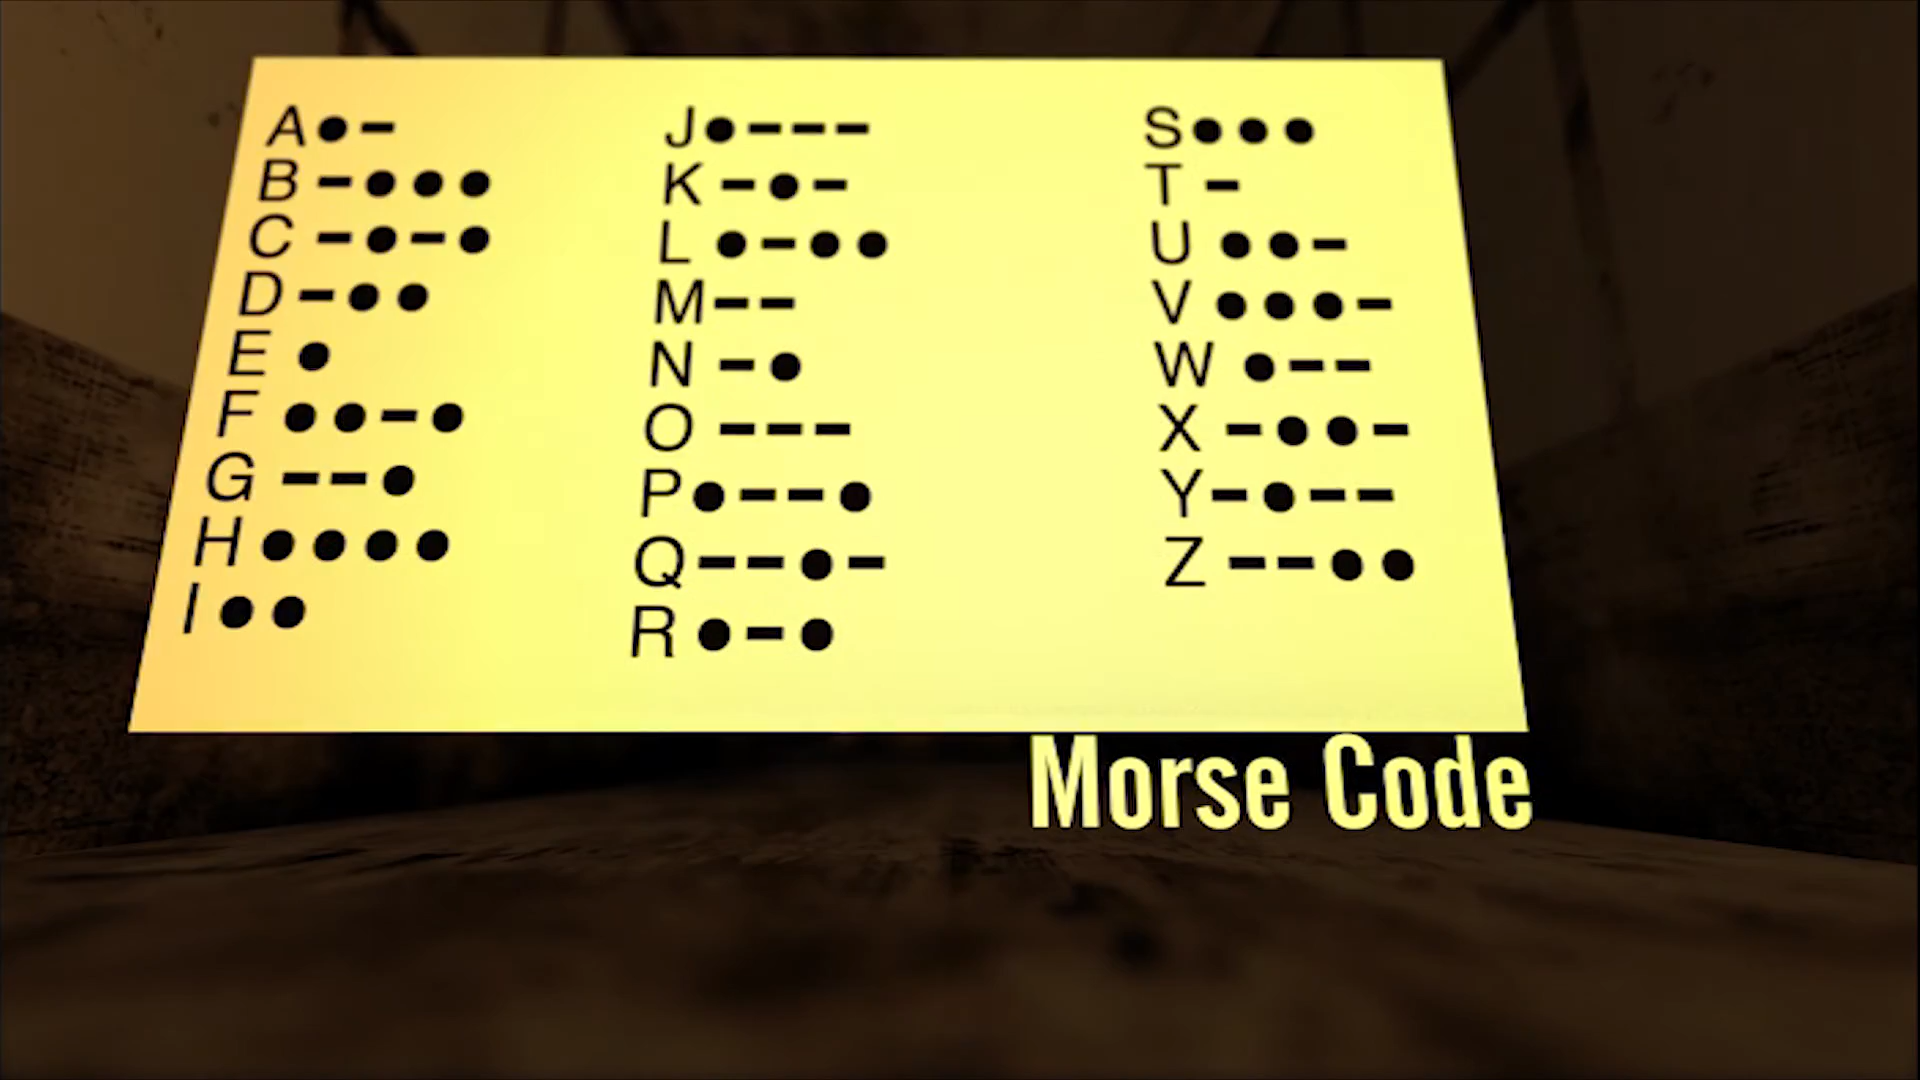 A ● –
B – ● ● ●
C – ● – ●
D – ● ●
E ●
F ● ● – ●
G – – ●
H ● ● ● ●
I ● ●
J ● – – –
K – ● –
L ● – ● ●
M – –
N – ●
O – – –
P ● – – ●
Q – – ● –
R ● – ●
S ● ● ●
T –
U ● ● –
V ● ● ● –
W ● – –
X – ● ● –
Y – ● – –
Z – – ● ●
Morse Code